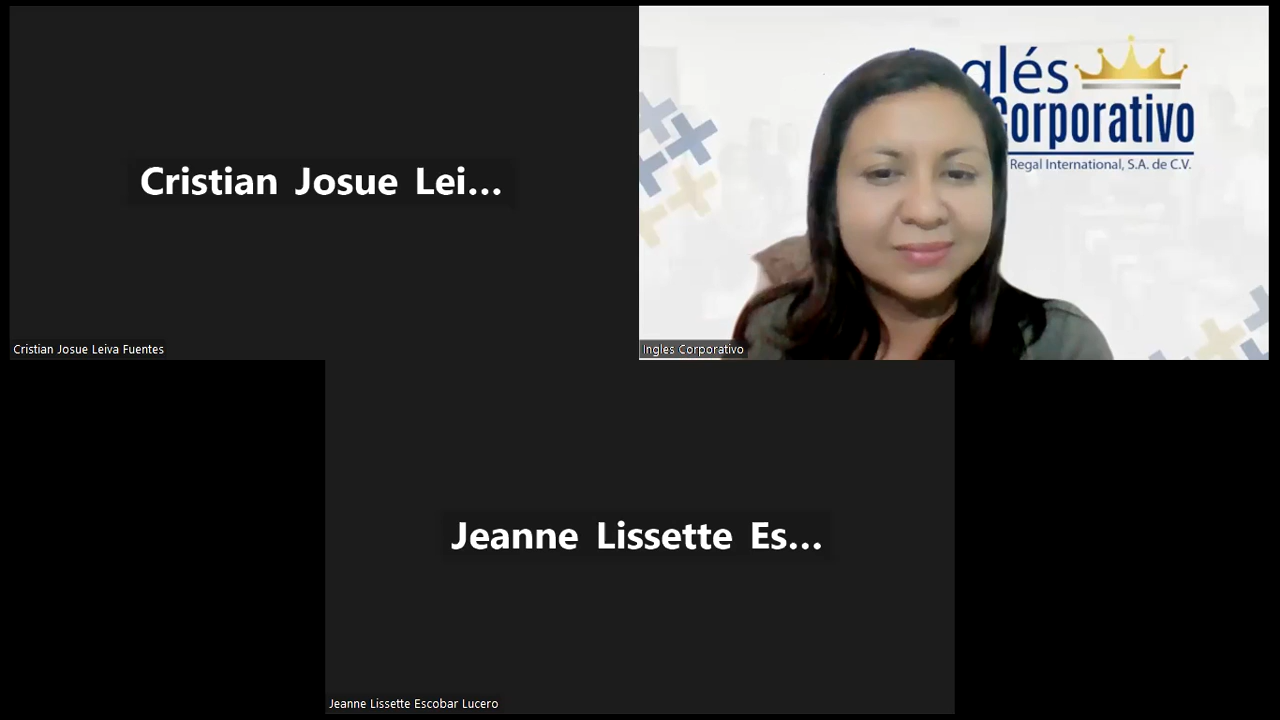 Cristian Josue Lei...
Cristian Josue Leiva Fuentes
glés
Corporativo
Regal International, S.A. de C.V.
Ingles Corporativo
Jeanne Lissette Es...
Jeanne Lissette Escobar Lucero